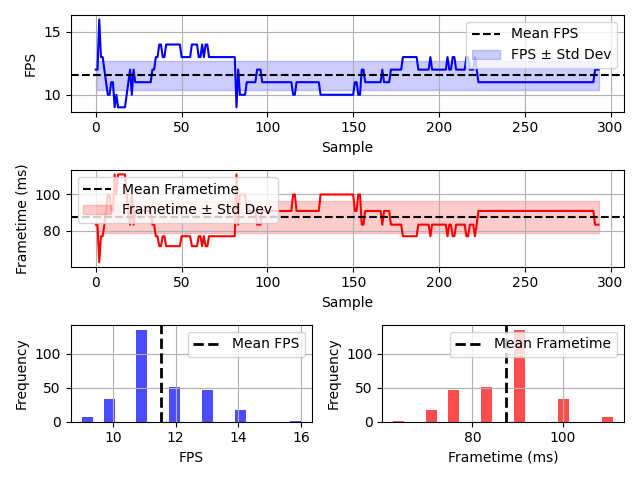 15
10
FPS
Mean FPS
FPS ± Std Dev
0
50
100
150
200
250
300
Sample
100
80
Frametime (ms)
Mean Frametime
Frametime ± Std Dev
0
50
100
150
200
250
300
Sample
100
50
0
Frequency
Mean FPS
10
12
14
16
FPS
100
50
0
Frequency
Mean Frametime
80
100
Frametime (ms)